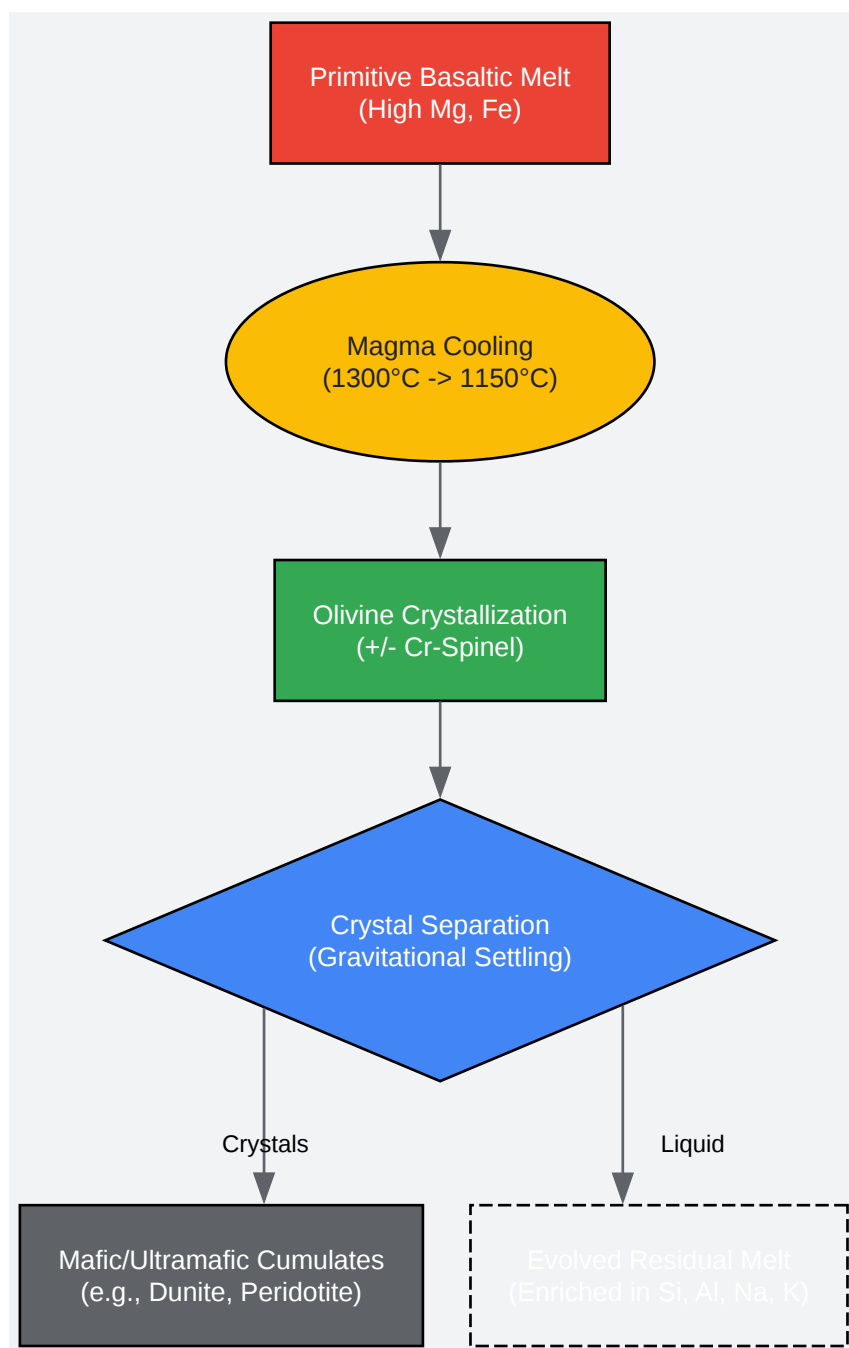 Primitive Basaltic Melt
(High Mg, Fe)
Magma Cooling
(1300°C -> 1150°C)
Olivine Crystallization
(+/- Cr-Spinel)
Crystal Separation
(Gravitational Settling)
Crystals
Liquid
Mafic/Ultramafic Cumulates
(e.g., Dunite, Peridotite)
Evolved Residual Melt
(Enriched in Si, Al, Na, K)